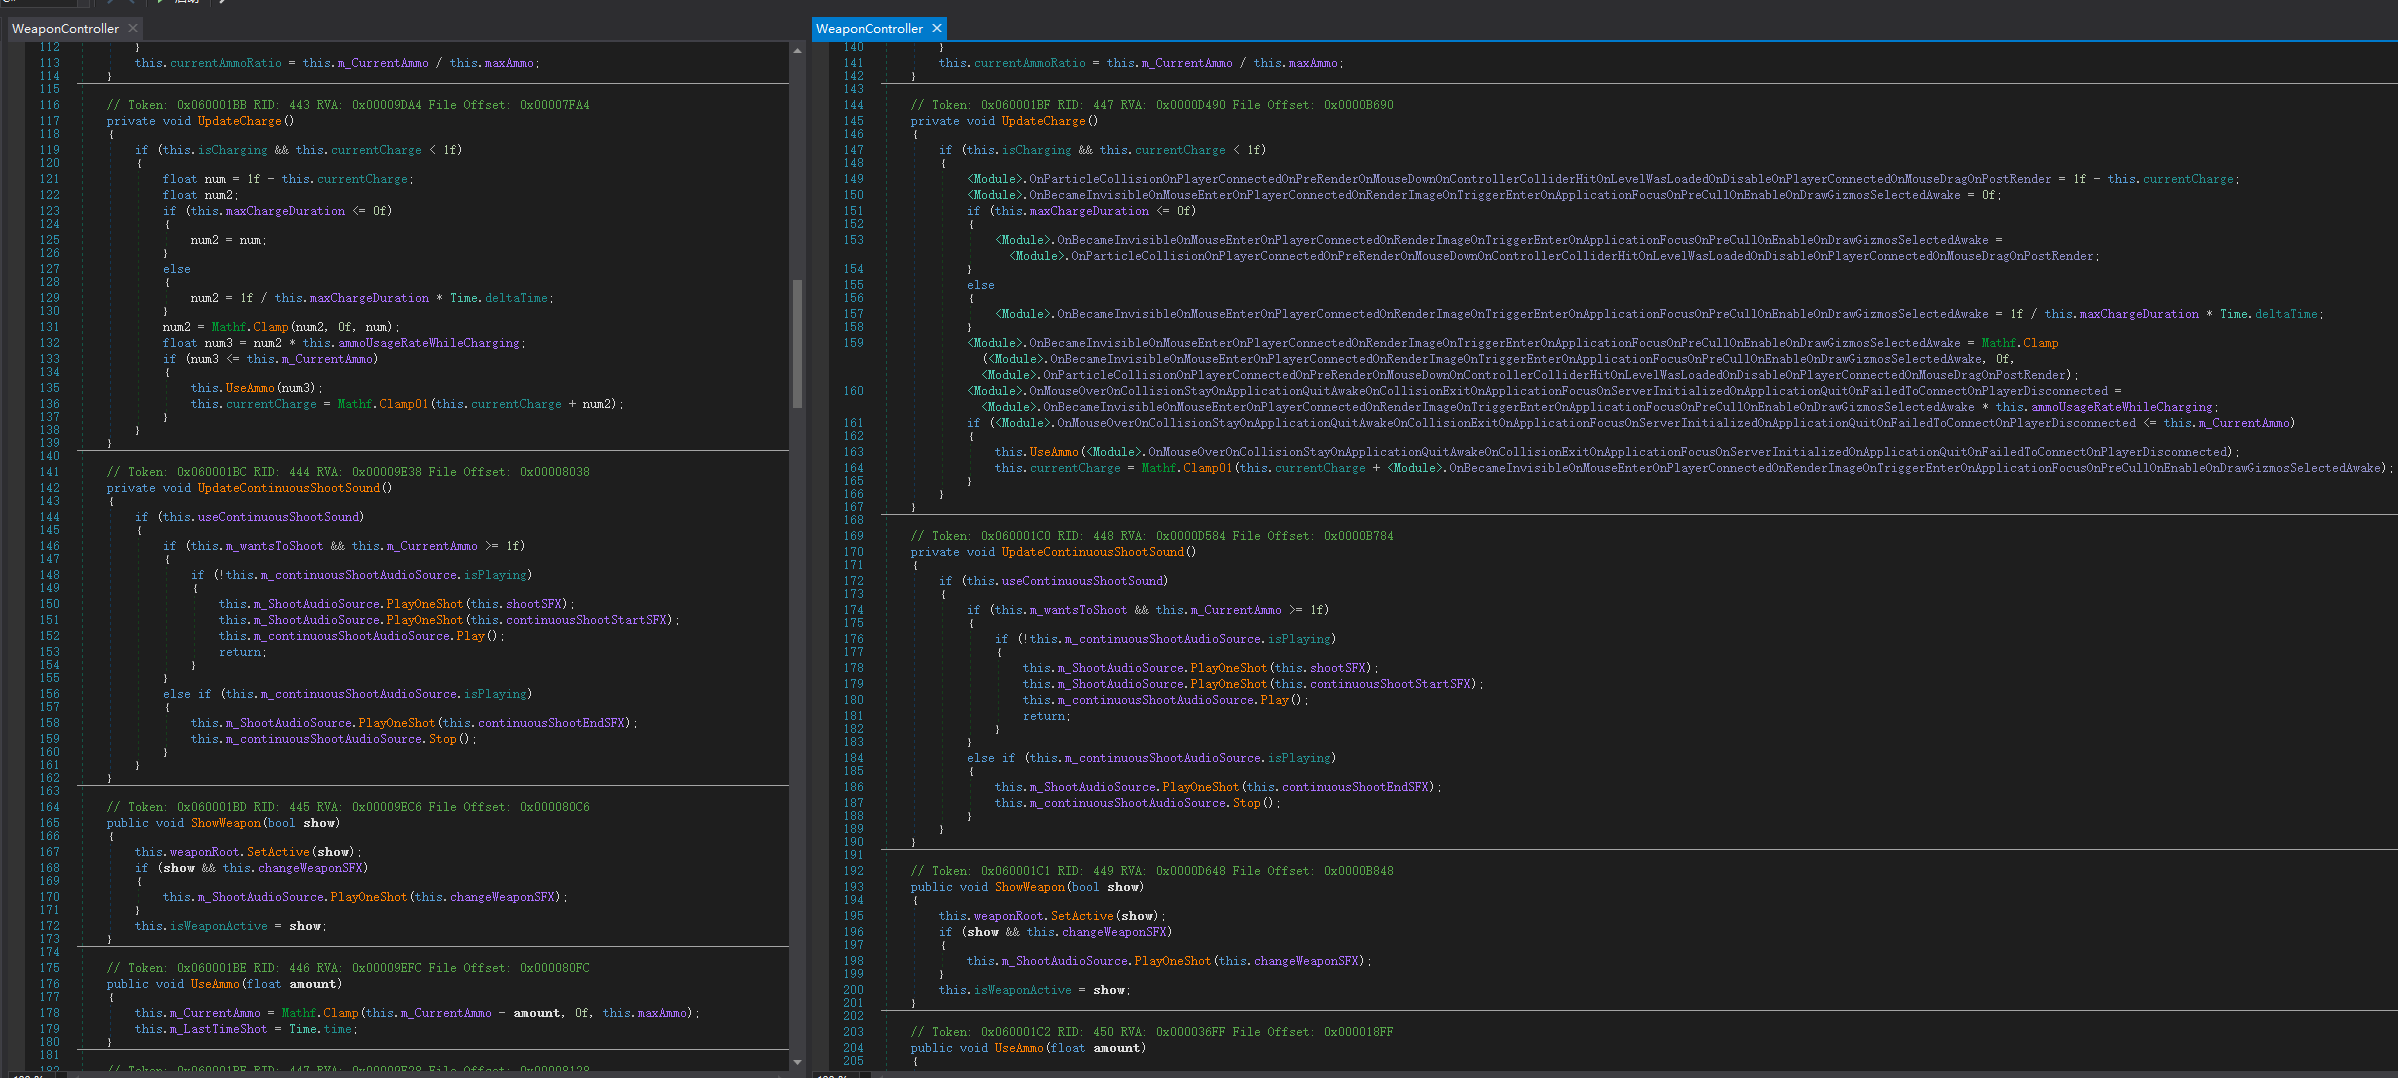 启动
WeaponController
112 }
113 this.currentAmmoRatio = this.m_CurrentAmmo / this.maxAmmo;
114 }
115
116 // Token: 0x060001BB RID: 443 RVA: 0x00009DA4 File Offset: 0x00007FA4
117 private void UpdateCharge()
118 {
119 if (this.isCharging && this.currentCharge < 1f)
120 {
121 float num = 1f - this.currentCharge;
122 float num2;
123 if (this.maxChargeDuration <= 0f)
124 {
125 num2 = num;
126 }
127 else
128 {
129 num2 = 1f / this.maxChargeDuration * Time.deltaTime;
130 }
131 num2 = Mathf.Clamp(num2, 0f, num);
132 float num3 = num2 * this.ammoUsageRateWhileCharging;
133 if (num3 <= this.m_CurrentAmmo)
134 {
135 this.UseAmmo(num3);
136 this.currentCharge = Mathf.Clamp01(this.currentCharge + num2);
137 }
138 }
139 }
140
141 // Token: 0x060001BC RID: 444 RVA: 0x00009E38 File Offset: 0x00008038
142 private void UpdateContinuousShootSound()
143 {
144 if (this.useContinuousShootSound)
145 {
146 if (this.m_wantsToShoot && this.m_CurrentAmmo >= 1f)
147 {
148 if (!this.m_continuousShootAudioSource.isPlaying)
149 {
150 this.m_ShootAudioSource.PlayOneShot(this.shootSFX);
151 this.m_ShootAudioSource.PlayOneShot(this.continuousShootStartSFX);
152 this.m_continuousShootAudioSource.Play();
153 return;
154 }
155 }
156 else if (this.m_continuousShootAudioSource.isPlaying)
157 {
158 this.m_ShootAudioSource.PlayOneShot(this.continuousShootEndSFX);
159 this.m_continuousShootAudioSource.Stop();
160 }
161 }
162 }
163
164 // Token: 0x060001BD RID: 445 RVA: 0x00009EC6 File Offset: 0x000080C6
165 public void ShowWeapon(bool show)
166 {
167 this.weaponRoot.SetActive(show);
168 if (show && this.changeWeaponSFX)
169 {
170 this.m_ShootAudioSource.PlayOneShot(this.changeWeaponSFX);
171 }
172 this.isWeaponActive = show;
173 }
174
175 // Token: 0x060001BE RID: 446 RVA: 0x00009EFC File Offset: 0x000080FC
176 public void UseAmmo(float amount)
177 {
178 this.m_CurrentAmmo = Mathf.Clamp(this.m_CurrentAmmo - amount, 0f, this.maxAmmo);
179 this.m_LastTimeShot = Time.time;
180 }
181
182 // Token: 0x060001BF RID: 447 RVA: 0x00009F28 File Offset: 0x00008128
WeaponController
140 }
141 this.currentAmmoRatio = this.m_CurrentAmmo / this.maxAmmo;
142 }
143
144 // Token: 0x060001BF RID: 447 RVA: 0x0000D490 File Offset: 0x0000B690
145 private void UpdateCharge()
146 {
147 if (this.isCharging && this.currentCharge < 1f)
148 {
149 <Module>.OnParticleCollisionOnPlayerConnectedOnPreRenderOnMouseDownOnControllerColliderHitOnLevelWasLoadedOnDisableOnPlayerConnectedOnMouseDragOnPostRender = 1f - this.currentCharge;
150 <Module>.OnBecameInvisibleOnMouseEnterOnPlayerConnectedOnRenderImageOnTriggerEnterOnApplicationFocusOnPreCullOnEnableOnDrawGizmosSelectedAwake = 0f;
151 if (this.maxChargeDuration <= 0f)
152 {
153 <Module>.OnBecameInvisibleOnMouseEnterOnPlayerConnectedOnRenderImageOnTriggerEnterOnApplicationFocusOnPreCullOnEnableOnDrawGizmosSelectedAwake =
<Module>.OnParticleCollisionOnPlayerConnectedOnPreRenderOnMouseDownOnControllerColliderHitOnLevelWasLoadedOnDisableOnPlayerConnectedOnMouseDragOnPostRender;
154 }
155 else
156 {
157 <Module>.OnBecameInvisibleOnMouseEnterOnPlayerConnectedOnRenderImageOnTriggerEnterOnApplicationFocusOnPreCullOnEnableOnDrawGizmosSelectedAwake = 1f / this.maxChargeDuration * Time.deltaTime;
158 }
159 <Module>.OnBecameInvisibleOnMouseEnterOnPlayerConnectedOnRenderImageOnTriggerEnterOnApplicationFocusOnPreCullOnEnableOnDrawGizmosSelectedAwake = Mathf.Clamp
(<Module>.OnBecameInvisibleOnMouseEnterOnPlayerConnectedOnRenderImageOnTriggerEnterOnApplicationFocusOnPreCullOnEnableOnDrawGizmosSelectedAwake, 0f,
<Module>.OnParticleCollisionOnPlayerConnectedOnPreRenderOnMouseDownOnControllerColliderHitOnLevelWasLoadedOnDisableOnPlayerConnectedOnMouseDragOnPostRender);
160 <Module>.OnMouseOverOnCollisionStayOnApplicationQuitAwakeOnCollisionExitOnApplicationFocusOnServerInitializedOnApplicationQuitOnFailedToConnectOnPlayerDisconnected =
<Module>.OnBecameInvisibleOnMouseEnterOnPlayerConnectedOnRenderImageOnTriggerEnterOnApplicationFocusOnPreCullOnEnableOnDrawGizmosSelectedAwake * this.ammoUsageRateWhileCharging;
161 if (<Module>.OnMouseOverOnCollisionStayOnApplicationQuitAwakeOnCollisionExitOnApplicationFocusOnServerInitializedOnApplicationQuitOnFailedToConnectOnPlayerDisconnected <= this.m_CurrentAmmo)
162 {
163 this.UseAmmo(<Module>.OnMouseOverOnCollisionStayOnApplicationQuitAwakeOnCollisionExitOnApplicationFocusOnServerInitializedOnApplicationQuitOnFailedToConnectOnPlayerDisconnected);
164 this.currentCharge = Mathf.Clamp01(this.currentCharge + <Module>.OnBecameInvisibleOnMouseEnterOnPlayerConnectedOnRenderImageOnTriggerEnterOnApplicationFocusOnPreCullOnEnableOnDrawGizmosSelectedAwake);
165 }
166 }
167 }
168
169 // Token: 0x060001C0 RID: 448 RVA: 0x0000D584 File Offset: 0x0000B784
170 private void UpdateContinuousShootSound()
171 {
172 if (this.useContinuousShootSound)
173 {
174 if (this.m_wantsToShoot && this.m_CurrentAmmo >= 1f)
175 {
176 if (!this.m_continuousShootAudioSource.isPlaying)
177 {
178 this.m_ShootAudioSource.PlayOneShot(this.shootSFX);
179 this.m_ShootAudioSource.PlayOneShot(this.continuousShootStartSFX);
180 this.m_continuousShootAudioSource.Play();
181 return;
182 }
183 }
184 else if (this.m_continuousShootAudioSource.isPlaying)
185 {
186 this.m_ShootAudioSource.PlayOneShot(this.continuousShootEndSFX);
187 this.m_continuousShootAudioSource.Stop();
188 }
189 }
190 }
191
192 // Token: 0x060001C1 RID: 449 RVA: 0x0000D648 File Offset: 0x0000B848
193 public void ShowWeapon(bool show)
194 {
195 this.weaponRoot.SetActive(show);
196 if (show && this.changeWeaponSFX)
197 {
198 this.m_ShootAudioSource.PlayOneShot(this.changeWeaponSFX);
199 }
200 this.isWeaponActive = show;
201 }
202
203 // Token: 0x060001C2 RID: 450 RVA: 0x000036FF File Offset: 0x000018FF
204 public void UseAmmo(float amount)
205 {